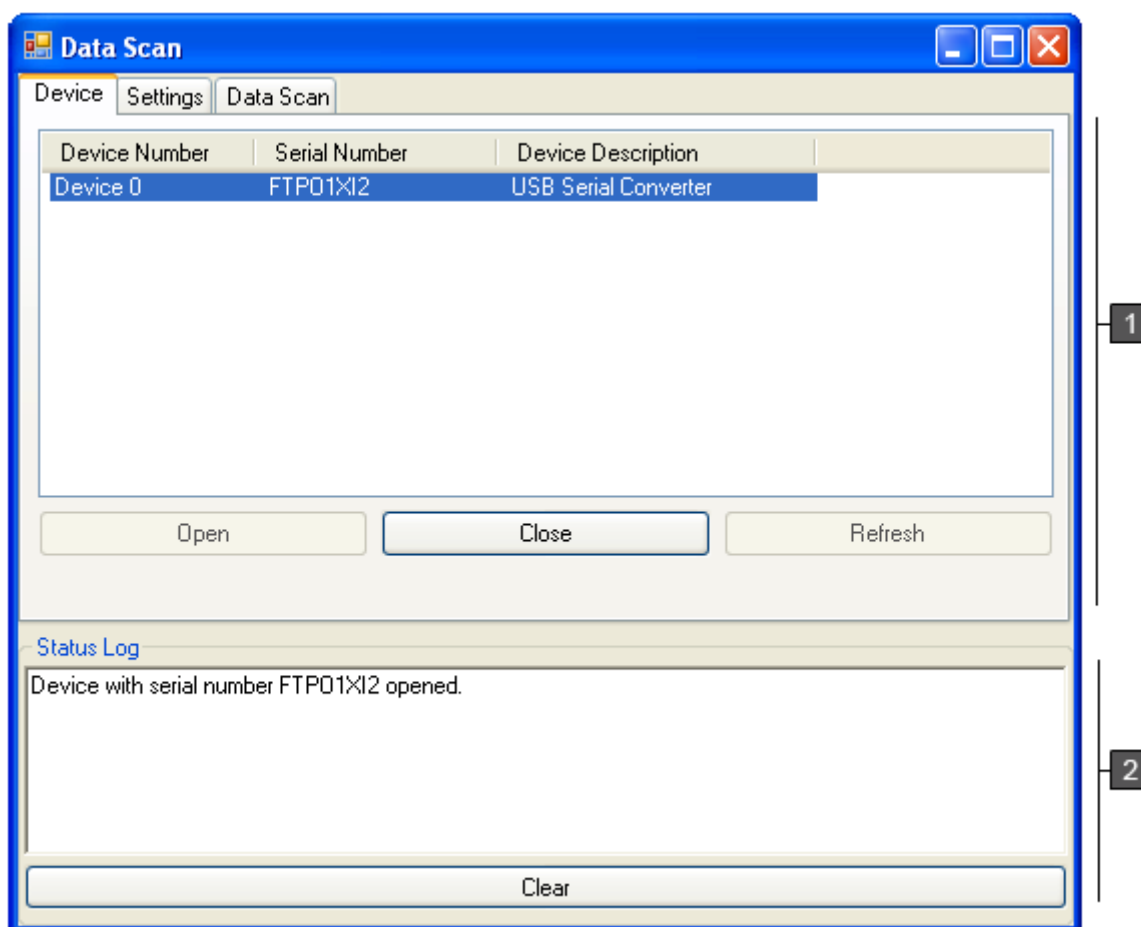 Data Scan
Device Settings Data Scan
Device Number Serial Number Device Description
Device 0 FTP01XI2 USB Serial Converter
1
Open Close Refresh
Status Log
Device with serial number FTP01XI2 opened.
2
Clear